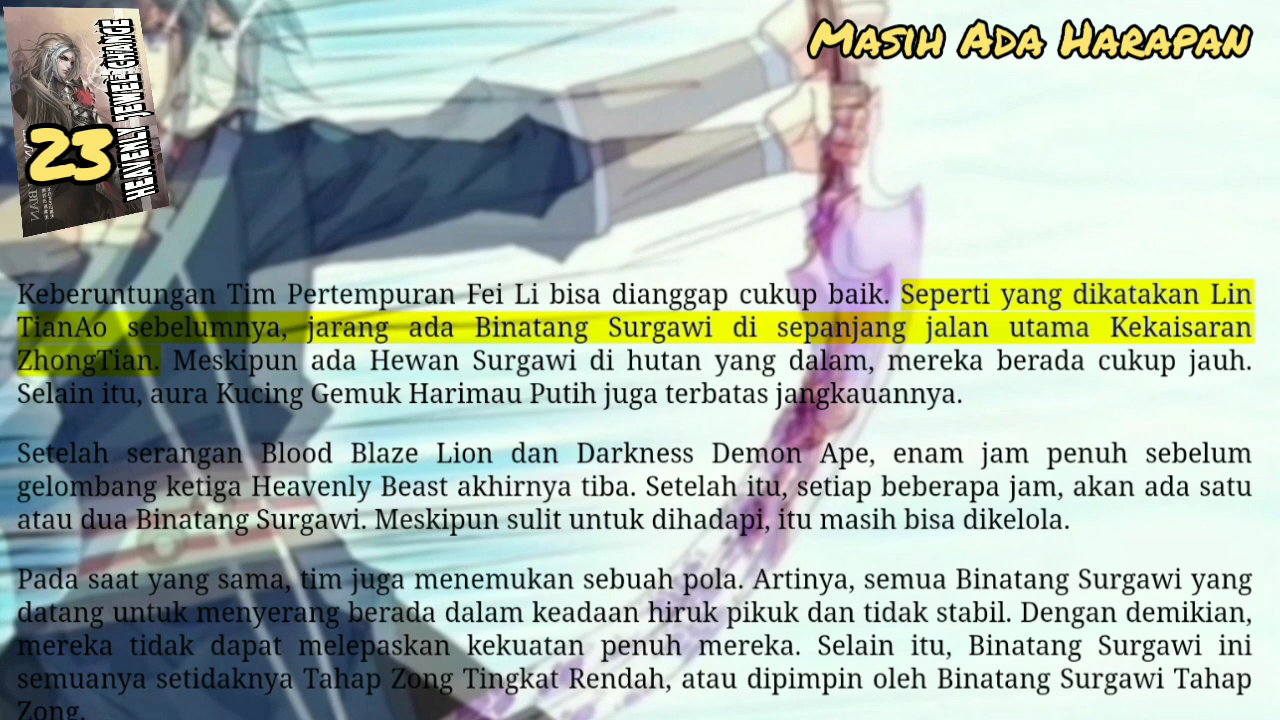 Masih Ada Harapan
HEAVENLY JEWEL CHANGE
23
Keberuntungan Tim Pertempuran Fei Li bisa dianggap cukup baik. Seperti yang dikatakan Lin
TianAo sebelumnya, jarang ada Binatang Surgawi di sepanjang jalan utama Kekaisaran
ZhongTian. Meskipun ada Hewan Surgawi di hutan yang dalam, mereka berada cukup jauh.
Selain itu, aura Kucing Gemuk Harimau Putih juga terbatas jangkauannya.
Setelah serangan Blood Blaze Lion dan Darkness Demon Ape, enam jam penuh sebelum
gelombang ketiga Heavenly Beast akhirnya tiba. Setelah itu, setiap beberapa jam, akan ada satu
atau dua Binatang Surgawi. Meskipun sulit untuk dihadapi, itu masih bisa dikelola.
Pada saat yang sama, tim juga menemukan sebuah pola. Artinya, semua Binatang Surgawi yang
datang untuk menyerang berada dalam keadaan hiruk pikuk dan tidak stabil. Dengan demikian,
mereka tidak dapat melepaskan kekuatan penuh mereka. Selain itu, Binatang Surgawi ini
semuanya setidaknya Tahap Zong Tingkat Rendah, atau dipimpin oleh Binatang Surgawi Tahap
Zong.